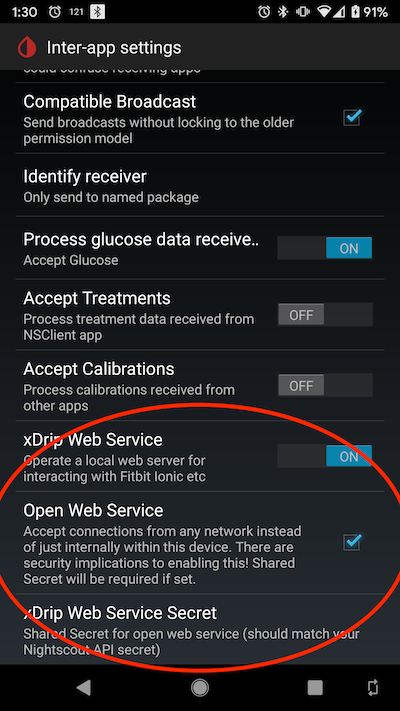 1:30 121 91%
Inter-app settings
could confuse receiving apps
Compatible Broadcast
Send broadcasts without locking to the older
permission model
Identify receiver
Only send to named package
Process glucose data receive..
ON
Accept Glucose
Accept Treatments
Process treatment data received from
OFF
NSClient app
Accept Calibrations
Process calibrations received from
OFF
other apps
xDrip Web Service
Operate a local web server for
ON
interacting with Fitbit Ionic etc
Open Web Service
Accept connections from any network instead
of just internally within this device. There are
security implications to enabling this! Shared
Secret will be required if set.
xDrip Web Service Secret
Shared Secret for open web service (should match your
Nightscout API secret)